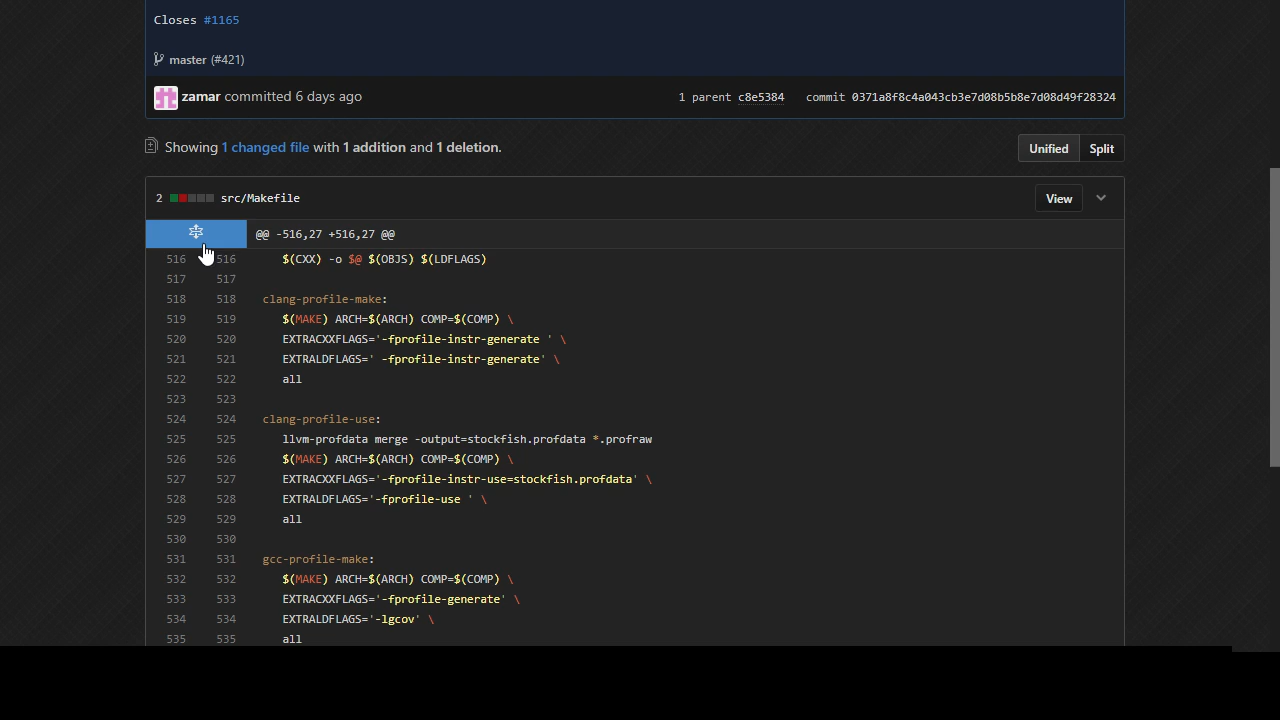 Closes #1165
master (#421)
zamar committed 6 days ago 1 parent c8e5384 commit 0371a8f8c4a043cb3e7d08b5b8e7d08d49f28324
Showing 1 changed file with 1 addition and 1 deletion. Unified Split
2 src/Makefile View
@@ -516,27 +516,27 @@
516 516 $(CXX) -o $@ $(OBJS) $(LDFLAGS)
517 517
518 518 clang-profile-make:
519 519 $(MAKE) ARCH=$(ARCH) COMP=$(COMP) \
520 520 EXTRACXXFLAGS='-fprofile-instr-generate ' \
521 521 EXTRALDFLAGS=' -fprofile-instr-generate' \
522 522 all
523 523
524 524 clang-profile-use:
525 525 llvm-profdata merge -output=stockfish.profdata *.profraw
526 526 $(MAKE) ARCH=$(ARCH) COMP=$(COMP) \
527 527 EXTRACXXFLAGS='-fprofile-instr-use=stockfish.profdata' \
528 528 EXTRALDFLAGS='-fprofile-use ' \
529 529 all
530 530
531 531 gcc-profile-make:
532 532 $(MAKE) ARCH=$(ARCH) COMP=$(COMP) \
533 533 EXTRACXXFLAGS='-fprofile-generate' \
534 534 EXTRALDFLAGS='-lgcov' \
535 535 all